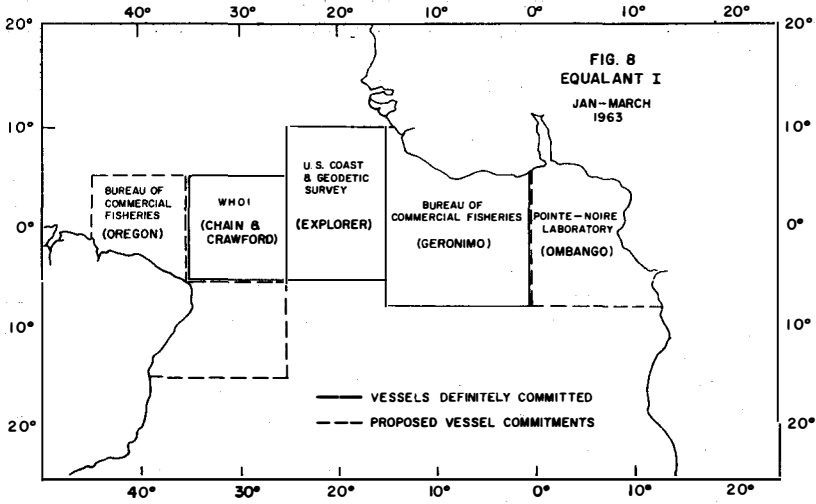 40° 30° 20° 10° 0° 10° 20°
20° 20°
FIG. 8
EQUALANT I
JAN-MARCH
1963
10° 10°
U.S. COAST
& GEODETIC
SURVEY
(EXPLORER)
BUREAU OF
COMMERCIAL
FISHERIES
(OREGON)
WHOI
(CHAIN &
CRAWFORD)
BUREAU OF
COMMERCIAL FISHERIES
(GERONIMO)
POINTE-NOIRE
LABORATORY
(OMBANGO)
0° 0°
10° 10°
VESSELS DEFINITELY COMMITTED
PROPOSED VESSEL COMMITMENTS
20° 20°
40° 30° 20° 10° 0° 10° 20°